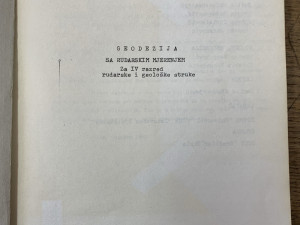 GEODEZIJA
SA RUDARSKIM MJERENJEM
Za IV razred
rudarske i geološke struke